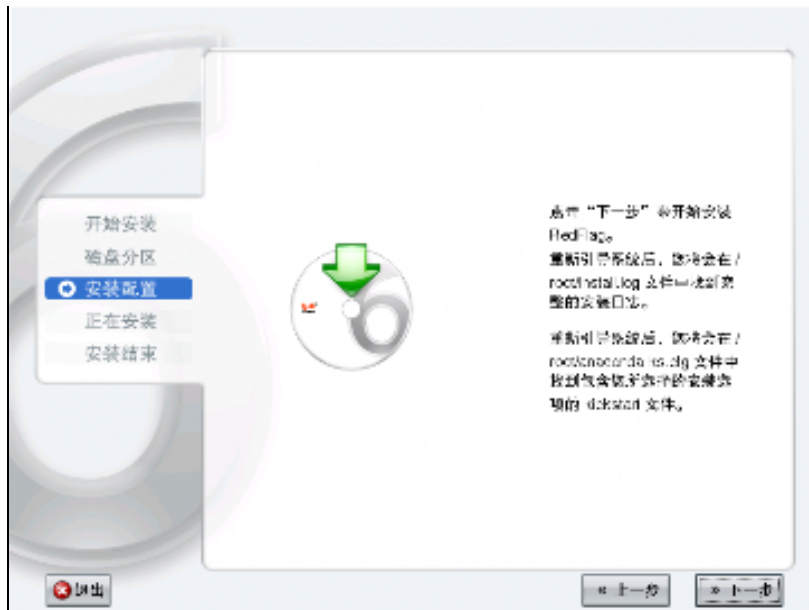 开始安装
磁盘分区
安装配置
正在安装
安装结束
点击“下一步”会开始安装
RedFlag。
重新引导系统后,您将会在 /
root/install.log 文件中找到完
整的安装日志。
重新引导系统后,您将会在 /
root/anaconda-ks.cfg 文件中
找到包含您所选择的安装选
项的 kickstart 文件。
退出
« 上一步
» 下一步